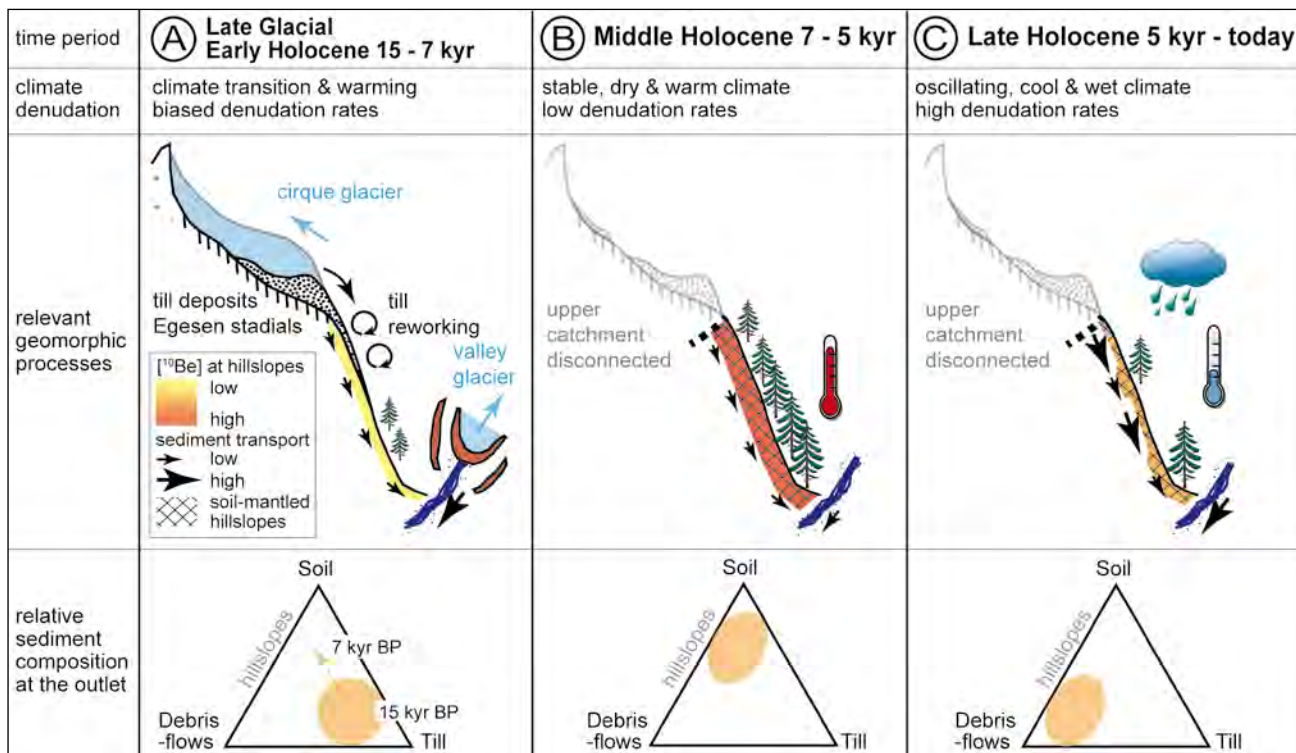 time period
A Late Glacial
Early Holocene 15 - 7 kyr
B Middle Holocene 7 - 5 kyr
C Late Holocene 5 kyr - today
climate
denudation
climate transition & warming
biased denudation rates
stable, dry & warm climate
low denudation rates
oscillating, cool & wet climate
high denudation rates
relevant
geomorphic
processes
cirque glacier
till deposits
Egesen stadials
till
reworking
valley
glacier
[¹⁰Be] at hillslopes
low
high
sediment transport
low
high
soil-mantled
hillslopes
upper
catchment
disconnected
upper
catchment
disconnected
relative
sediment
composition
at the outlet
Soil
hillslopes
7 kyr BP
15 kyr BP
Debris
-flows
Till
Soil
hillslopes
Debris
-flows
Till
Soil
hillslopes
Debris
-flows
Till